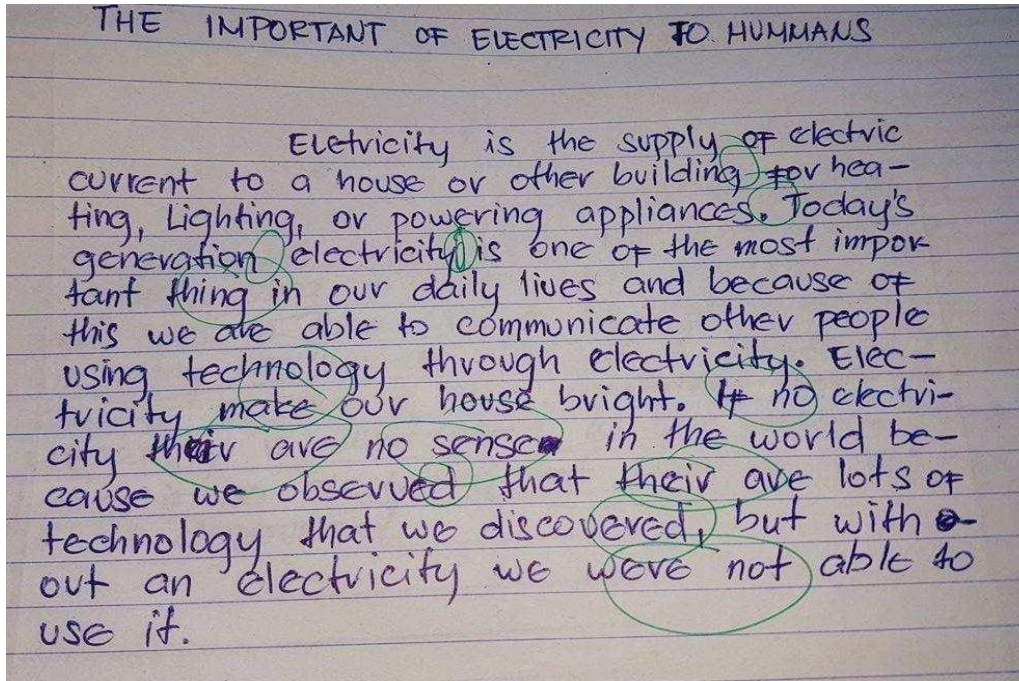 THE IMPORTANT OF ELECTRICITY TO HUMMANS
Eletricity is the supply of electric
current to a house or other building for hea-
ting, Lighting, or powering appliances. Today's
generation electricity is one of the most impor
tant thing in our daily lives and because of
this we are able to communicate other people
using technology through electricity. Elec-
tricity make our house bright. If no electri-
city their are no sense in the world be-
cause we observued that their are lots of
technology that we discovered, but with
out an electricity we were not able to
use it.